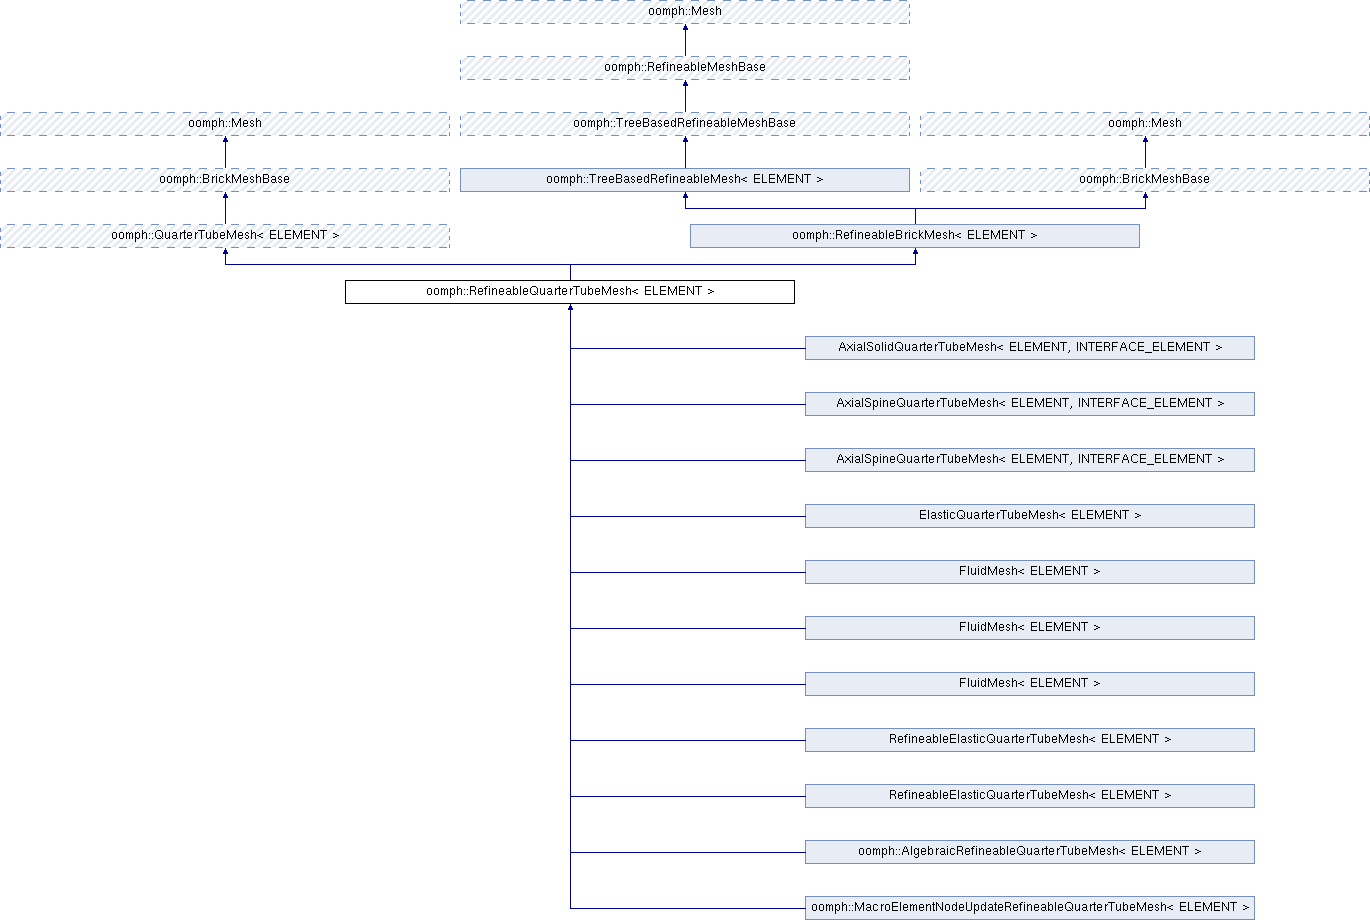 oomph::Mesh
oomph::RefineableMeshBase
oomph::Mesh
oomph::TreeBasedRefineableMeshBase
oomph::Mesh
oomph::BrickMeshBase
oomph::TreeBasedRefineableMesh< ELEMENT >
oomph::BrickMeshBase
oomph::QuarterTubeMesh< ELEMENT >
oomph::RefineableBrickMesh< ELEMENT >
oomph::RefineableQuarterTubeMesh< ELEMENT >
AxialSolidQuarterTubeMesh< ELEMENT, INTERFACE_ELEMENT >
AxialSpineQuarterTubeMesh< ELEMENT, INTERFACE_ELEMENT >
AxialSpineQuarterTubeMesh< ELEMENT, INTERFACE_ELEMENT >
ElasticQuarterTubeMesh< ELEMENT >
FluidMesh< ELEMENT >
FluidMesh< ELEMENT >
FluidMesh< ELEMENT >
RefineableElasticQuarterTubeMesh< ELEMENT >
RefineableElasticQuarterTubeMesh< ELEMENT >
oomph::AlgebraicRefineableQuarterTubeMesh< ELEMENT >
oomph::MacroElementNodeUpdateRefineableQuarterTubeMesh< ELEMENT >